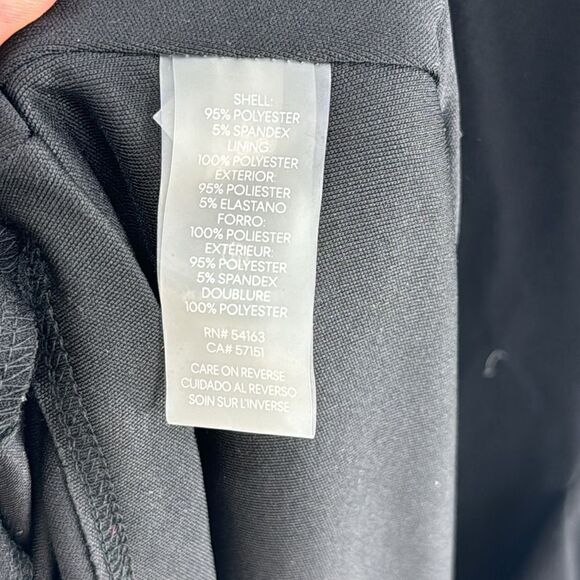 SHELL:
95% POLYESTER
5% SPANDEX
LINING:
100% POLYESTER
EXTERIOR:
95% POLIESTER
5% ELASTANO
FORRO:
100% POLIESTER
EXTÉRIEUR:
95% POLYESTER
5% SPANDEX
DOUBLURE
100% POLYESTER
RN# 54163
CA# 57151
CARE ON REVERSE
CUIDADO AL REVERSO
SOIN SUR L'INVERSE